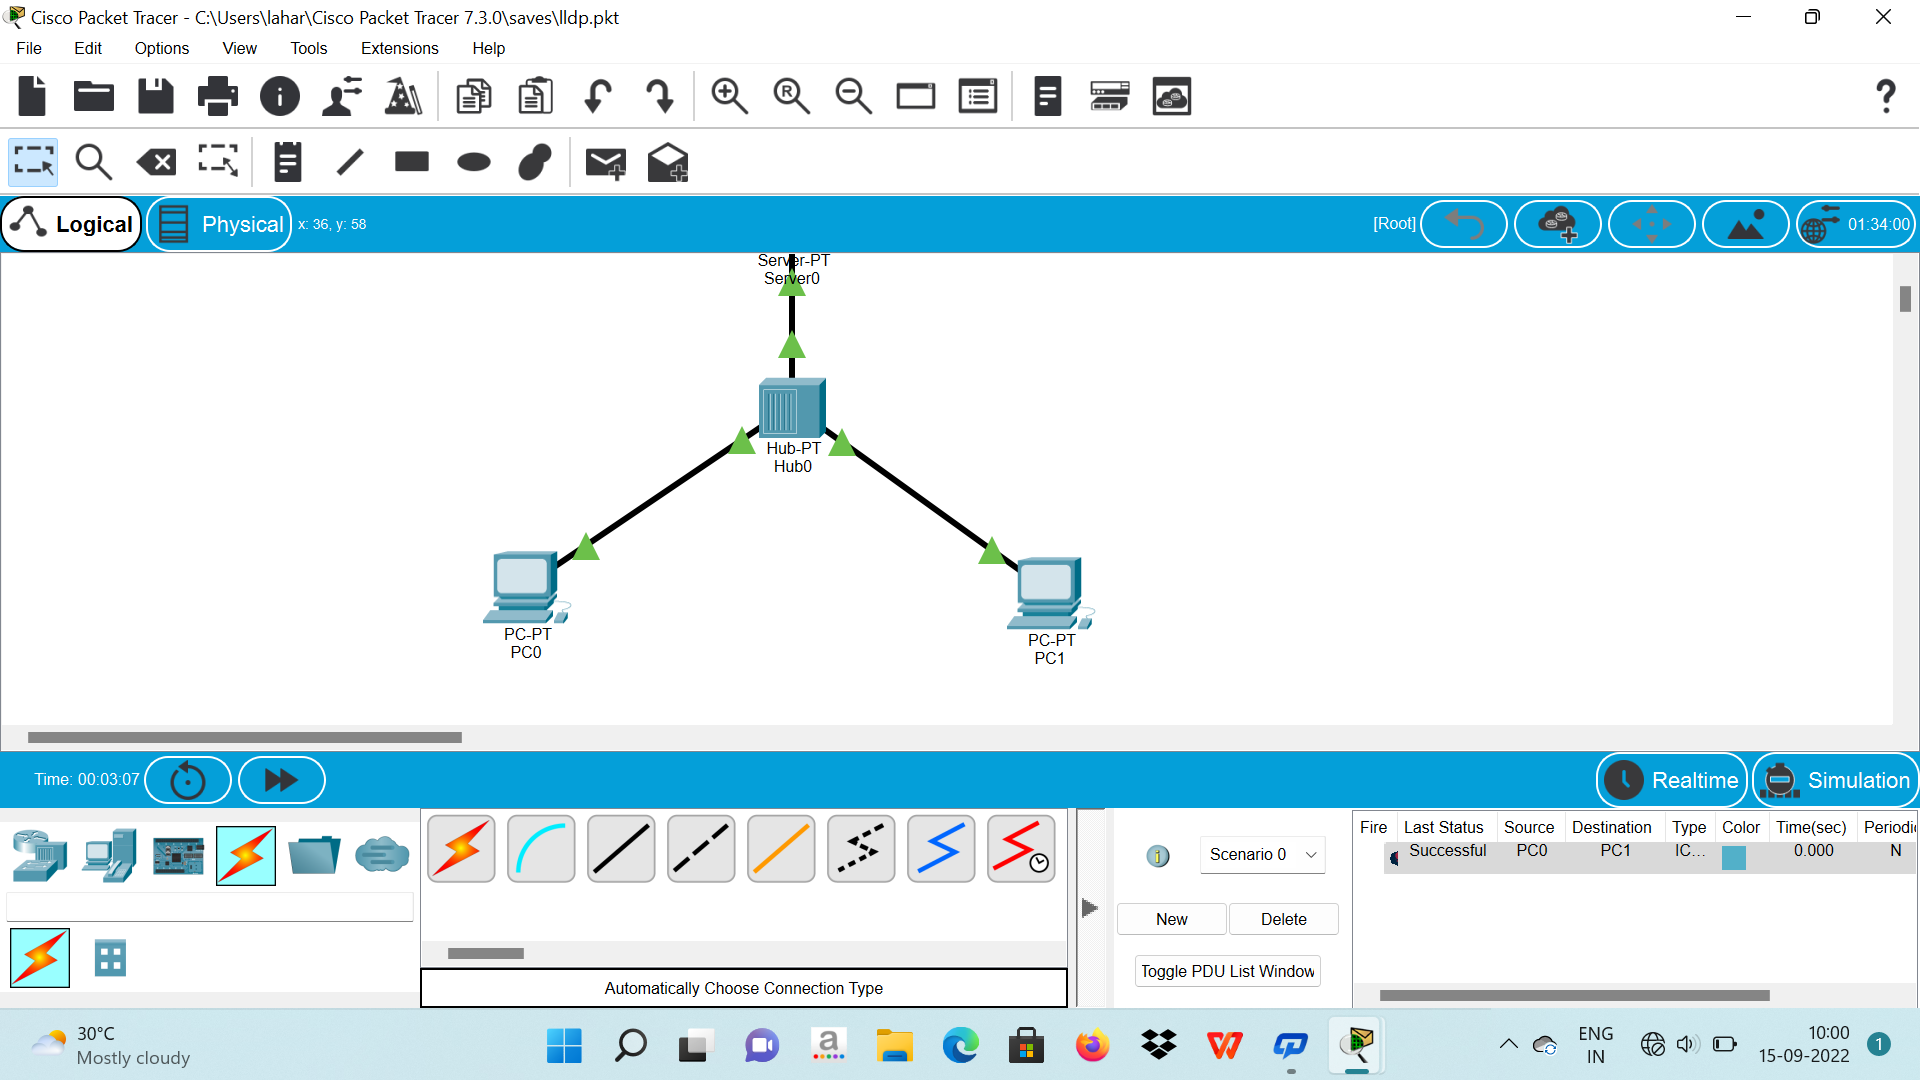 Cisco Packet Tracer - C:\Users\lahar\Cisco Packet Tracer 7.3.0\saves\lldp.pkt
File Edit Options View Tools Extensions Help
Logical Physical x: 36, y: 58 [Root] 01:34:00
Server-PT
Server0
Hub-PT
Hub0
PC-PT
PC0
PC-PT
PC1
Time: 00:03:07 Realtime Simulation
Fire Last Status Source Destination Type Color Time(sec) Periodic
Successful PC0 PC1 IC... 0.000 N
Scenario 0
New Delete
Toggle PDU List Window
Automatically Choose Connection Type
30°C
Mostly cloudy
ENG
IN
10:00
15-09-2022
1